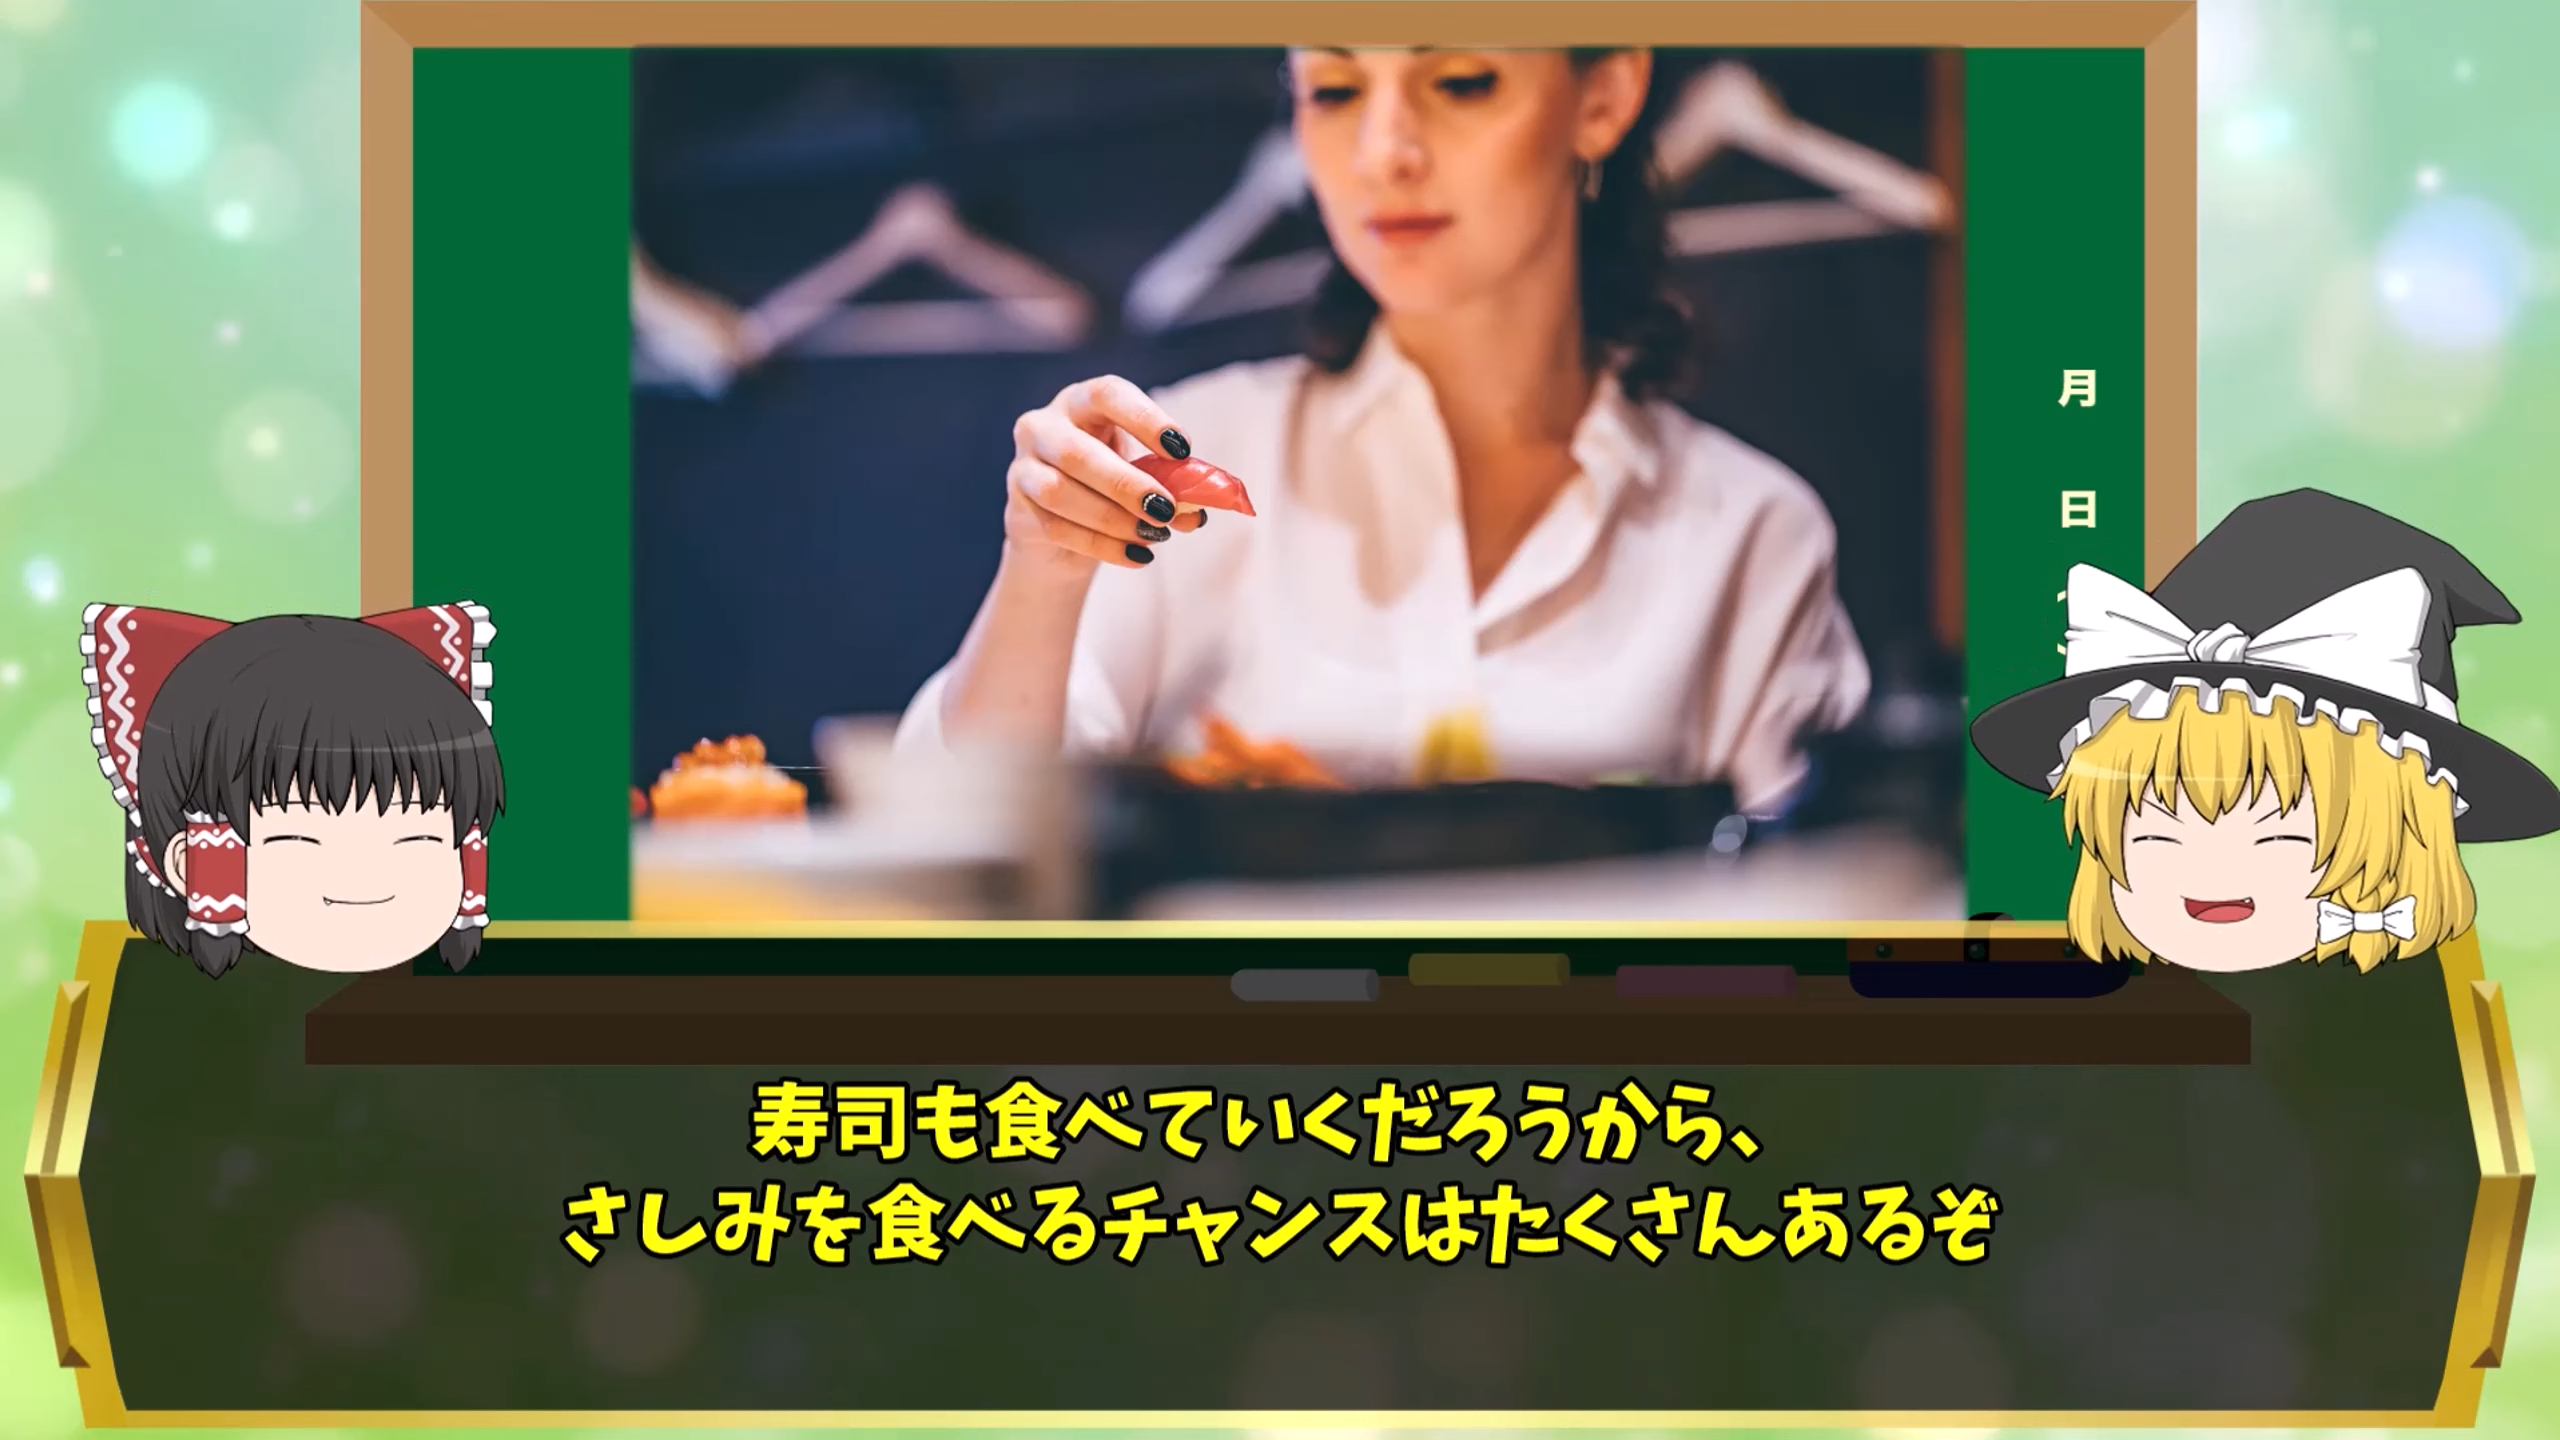 月
日
寿司も食べていくだろうから、
さしみを食べるチャンスはたくさんあるぞ